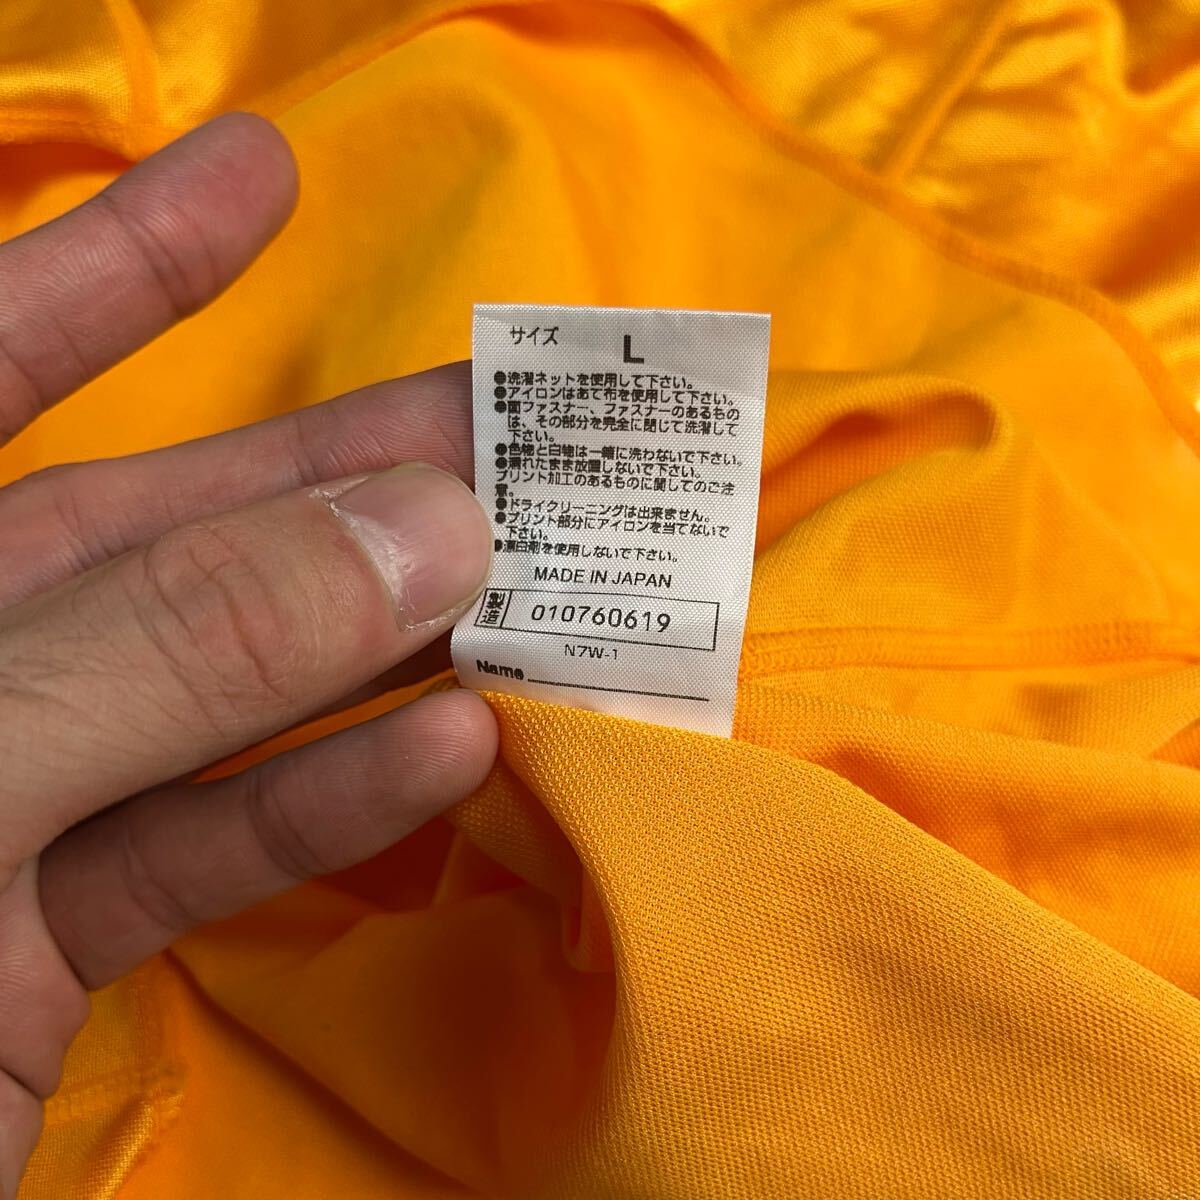 サイズ L
●洗濯ネットを使用して下さい。
●アイロンはあて布を使用して下さい。
●面ファスナー、ファスナーのあるもの
は、その部分を完全に閉じて洗濯して
下さい。
●色物と白物は一緒に洗わないで下さい。
●濡れたまま放置しないで下さい。
プリント加工のあるものに関してのご注
意。
●ドライクリーニングは出来ません。
●プリント部分にアイロンを当てないで
下さい。
●漂白剤を使用しないで下さい。
MADE IN JAPAN
製造 010760619
N7W-1
Name